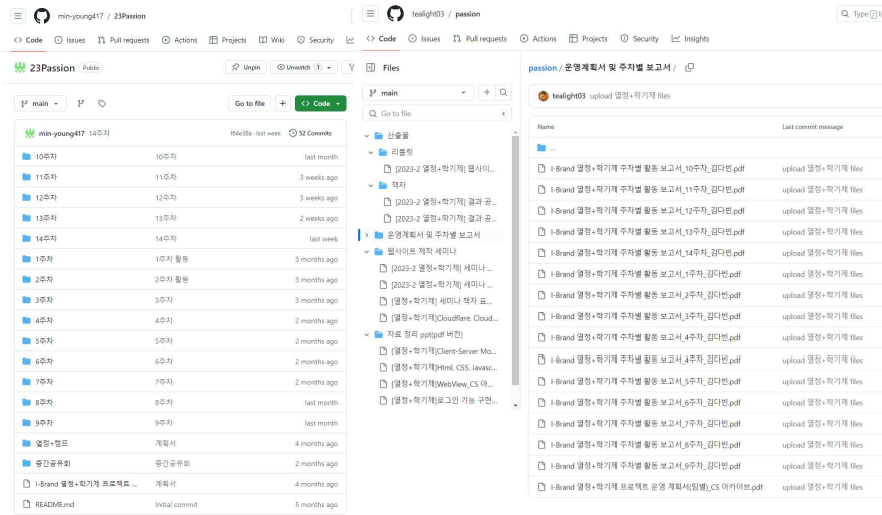 min-young417 / 23Passion
Code Issues Pull requests Actions Projects Wiki Security
23Passion Public Unpin Unwatch 1
main Go to file Code
min-young417 14주차 f64e38a · last week 52 Commits
10주차 10주차 last month
11주차 11주차 3 weeks ago
12주차 12주차 3 weeks ago
13주차 13주차 2 weeks ago
14주차 14주차 last week
1주차 1주차 활동 3 months ago
2주차 2주차 활동 3 months ago
3주차 3주차 3 months ago
4주차 4주차 2 months ago
5주차 5주차 2 months ago
6주차 6주차 2 months ago
7주차 7주차 2 months ago
8주차 8주차 last month
9주차 9주차 last month
열정+캠프 계획서 4 months ago
중간공유회 중간공유회 2 months ago
I-Brand 열정+학기제 프로젝트 ... 계획서 4 months ago
README.md Initial commit 5 months ago
tealight03 / passion
Type / t
Code Issues Pull requests Actions Projects Security Insights
Files
main
Go to file t
산출물
리플릿
[2023-2 열정+학기제] 웹사이...
책자
[2023-2 열정+학기제] 결과 공...
[2023-2 열정+학기제] 결과 공...
운영계획서 및 주차별 보고서
웹사이트 제작 세미나
[2023-2 열정+학기제] 세미나 ...
[2023-2 열정+학기제] 세미나 ...
[열정+학기제] 세미나 책자 표...
[열정+학기제]Cloudflare, Cloud...
자료 정리 ppt(pdf 버전)
[열정+학기제]Client-Server Mo...
[열정+학기제]Html, CSS, Javasc...
[열정+학기제]WebView_CS 아...
[열정+학기제]로그인 기능 구현...
passion / 운영계획서 및 주차별 보고서 /
tealight03 upload 열정+학기제 files
Name Last commit message
..
I-Brand 열정+학기제 주차별 활동 보고서_10주차_김다빈.pdf upload 열정+학기제 files
I-Brand 열정+학기제 주차별 활동 보고서_11주차_김다빈.pdf upload 열정+학기제 files
I-Brand 열정+학기제 주차별 활동 보고서_12주차_김다빈.pdf upload 열정+학기제 files
I-Brand 열정+학기제 주차별 활동 보고서_13주차_김다빈.pdf upload 열정+학기제 files
I-Brand 열정+학기제 주차별 활동 보고서_14주차_김다빈.pdf upload 열정+학기제 files
I-Brand 열정+학기제 주차별 활동 보고서_1주차_김다빈.pdf upload 열정+학기제 files
I-Brand 열정+학기제 주차별 활동 보고서_2주차_김다빈.pdf upload 열정+학기제 files
I-Brand 열정+학기제 주차별 활동 보고서_3주차_김다빈.pdf upload 열정+학기제 files
I-Brand 열정+학기제 주차별 활동 보고서_4주차_김다빈.pdf upload 열정+학기제 files
I-Brand 열정+학기제 주차별 활동 보고서_5주차_김다빈.pdf upload 열정+학기제 files
I-Brand 열정+학기제 주차별 활동 보고서_6주차_김다빈.pdf upload 열정+학기제 files
I-Brand 열정+학기제 주차별 활동 보고서_7주차_김다빈.pdf upload 열정+학기제 files
I-Brand 열정+학기제 주차별 활동 보고서_8주차_김다빈.pdf upload 열정+학기제 files
I-Brand 열정+학기제 주차별 활동 보고서_9주차_김다빈.pdf upload 열정+학기제 files
I-Brand 열정+학기제 프로젝트 운영 계획서(팀별)_CS 아카이브.pdf upload 열정+학기제 files